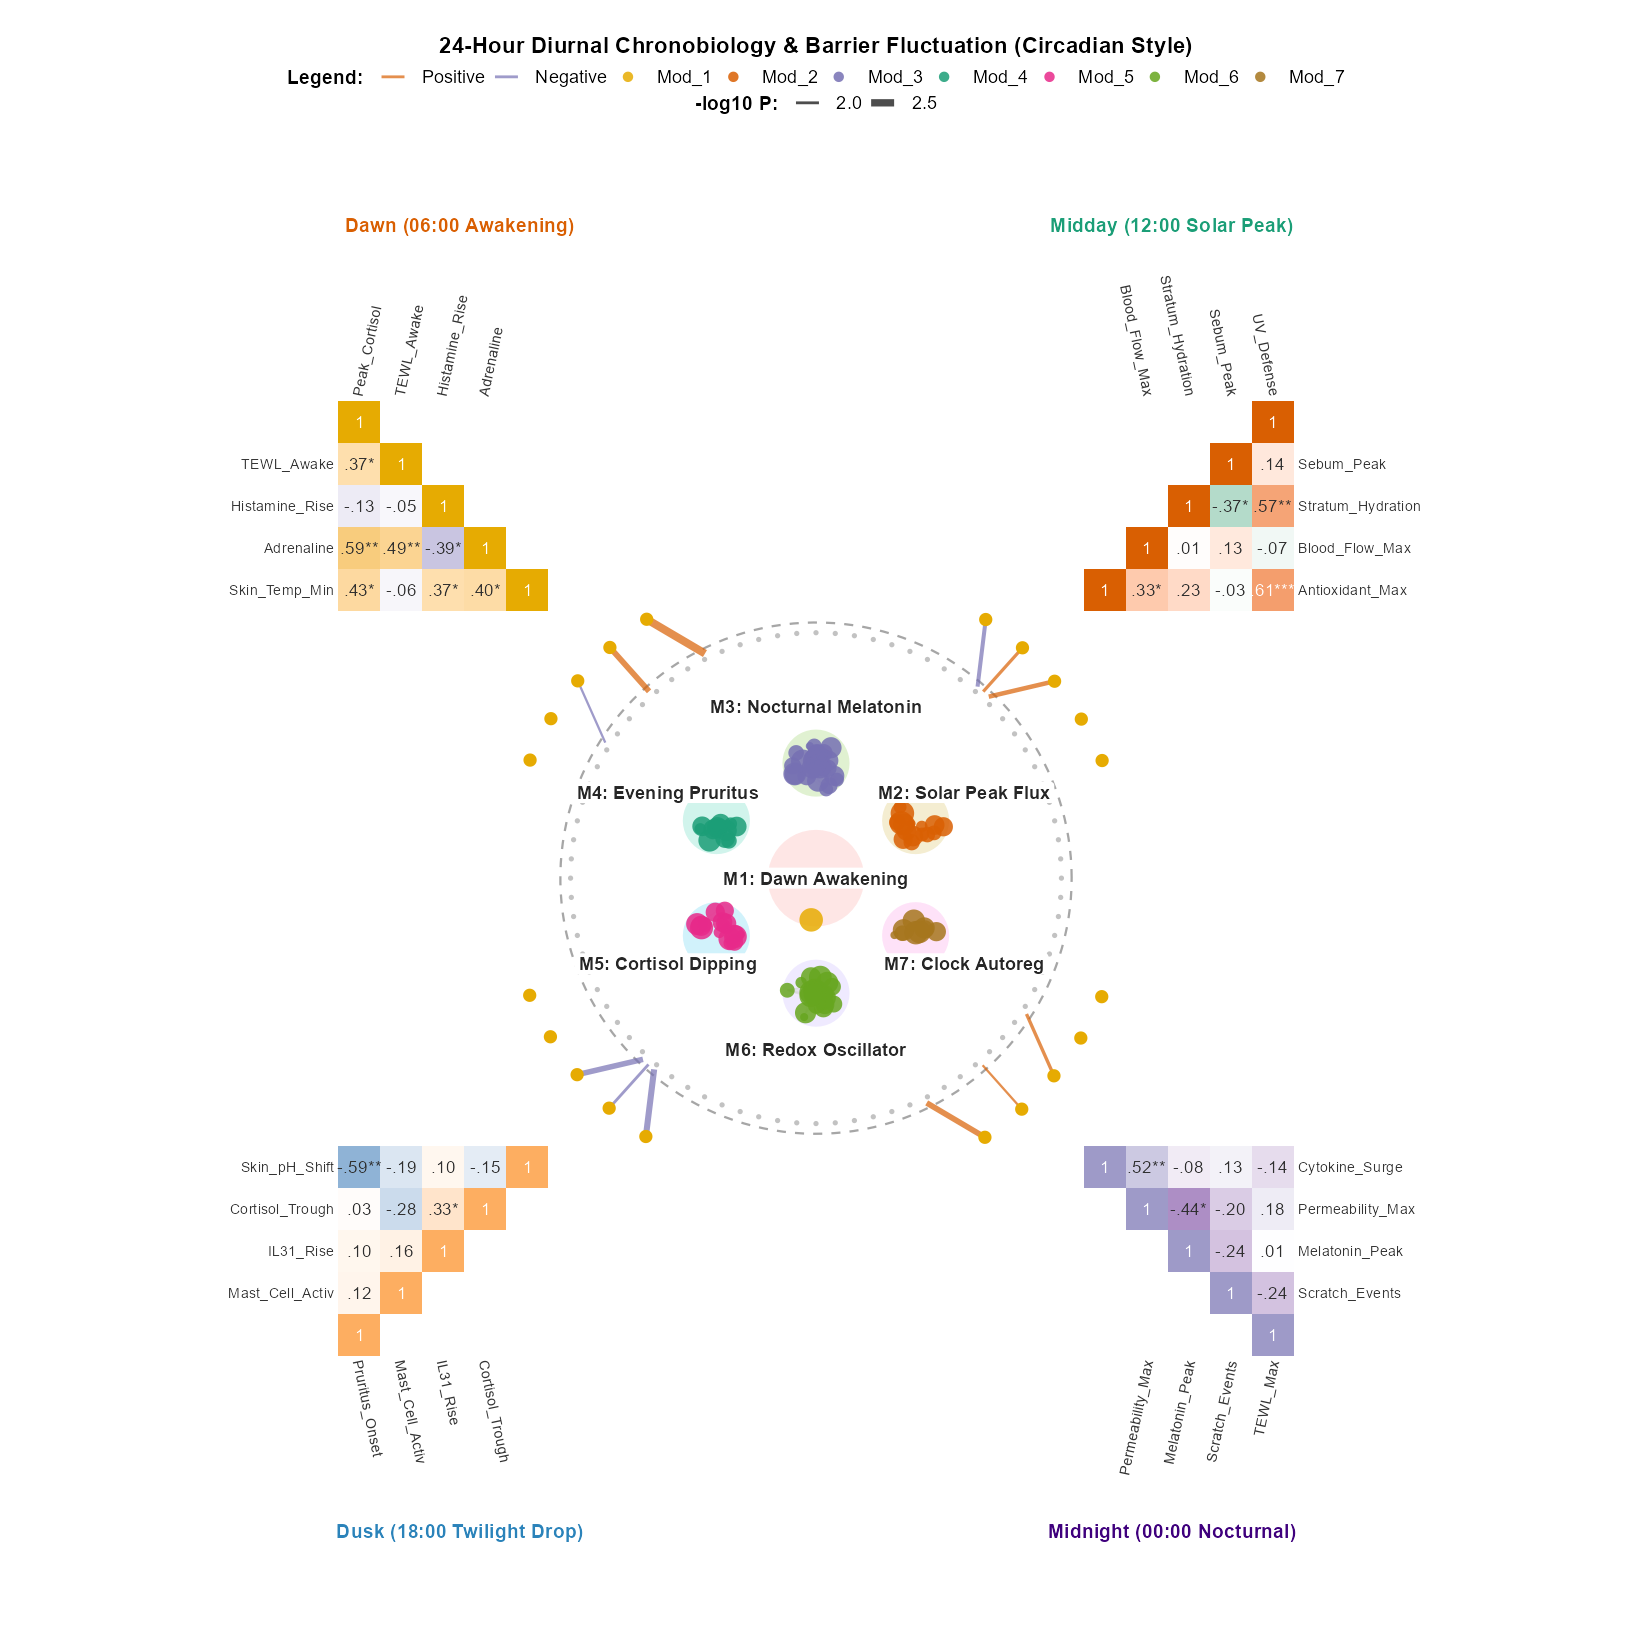 24-Hour Diurnal Chronobiology & Barrier Fluctuation (Circadian Style)
Legend: Positive Negative Mod_1 Mod_2 Mod_3 Mod_4 Mod_5 Mod_6 Mod_7
-log10 P: 2.0 2.5
Dawn (06:00 Awakening)
Peak_Cortisol TEWL_Awake Histamine_Rise Adrenaline
1
TEWL_Awake .37* 1
Histamine_Rise -.13 -.05 1
Adrenaline .59** .49** -.39* 1
Skin_Temp_Min .43* -.06 .37* .40* 1
Midday (12:00 Solar Peak)
Blood_Flow_Max Stratum_Hydration Sebum_Peak UV_Defense
1
1 .14 Sebum_Peak
1 -.37* .57** Stratum_Hydration
1 .01 .13 -.07 Blood_Flow_Max
1 .33* .23 -.03 .61*** Antioxidant_Max
M3: Nocturnal Melatonin
M4: Evening Pruritus
M2: Solar Peak Flux
M1: Dawn Awakening
M5: Cortisol Dipping
M7: Clock Autoreg
M6: Redox Oscillator
Skin_pH_Shift -.59** -.19 .10 -.15 1
Cortisol_Trough .03 -.28 .33* 1
IL31_Rise .10 .16 1
Mast_Cell_Activ .12 1
1
Pruritus_Onset Mast_Cell_Activ IL31_Rise Cortisol_Trough
Dusk (18:00 Twilight Drop)
1 .52** -.08 .13 -.14 Cytokine_Surge
1 -.44* -.20 .18 Permeability_Max
1 -.24 .01 Melatonin_Peak
1 -.24 Scratch_Events
1
Permeability_Max Melatonin_Peak Scratch_Events TEWL_Max
Midnight (00:00 Nocturnal)